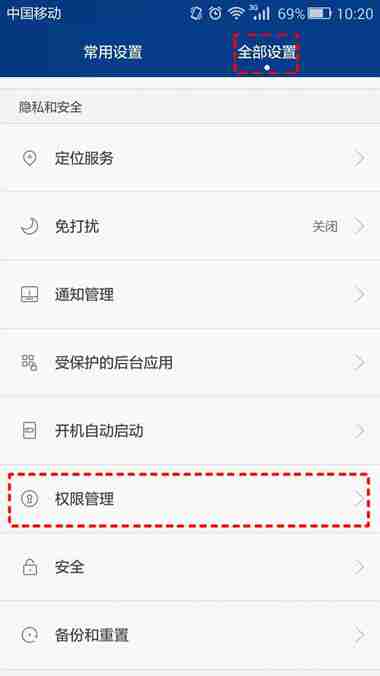 中国移动 3G 69% 10:20
常用设置 全部设置
隐私和安全
定位服务
免打扰 关闭
通知管理
受保护的后台应用
开机自动启动
权限管理
安全
备份和重置